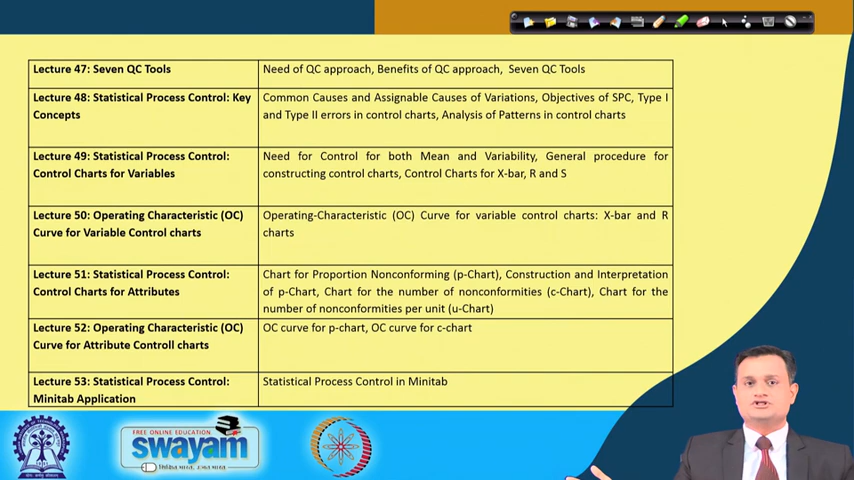 Lecture 47: Seven QC Tools
Need of QC approach, Benefits of QC approach, Seven QC Tools
Lecture 48: Statistical Process Control: Key
Concepts
Common Causes and Assignable Causes of Variations, Objectives of SPC, Type I
and Type II errors in control charts, Analysis of Patterns in control charts
Lecture 49: Statistical Process Control:
Control Charts for Variables
Need for Control for both Mean and Variability, General procedure for
constructing control charts, Control Charts for X-bar, R and S
Lecture 50: Operating Characteristic (OC)
Curve for Variable Control charts
Operating-Characteristic (OC) Curve for variable control charts: X-bar and R
charts
Lecture 51: Statistical Process Control:
Control Charts for Attributes
Chart for Proportion Nonconforming (p-Chart), Construction and Interpretation
of p-Chart, Chart for the number of nonconformities (c-Chart), Chart for the
number of nonconformities per unit (u-Chart)
Lecture 52: Operating Characteristic (OC)
Curve for Attribute Controll charts
OC curve for p-chart, OC curve for c-chart
Lecture 53: Statistical Process Control:
Minitab Application
Statistical Process Control in Minitab
FREE ONLINE EDUCATION
swayam